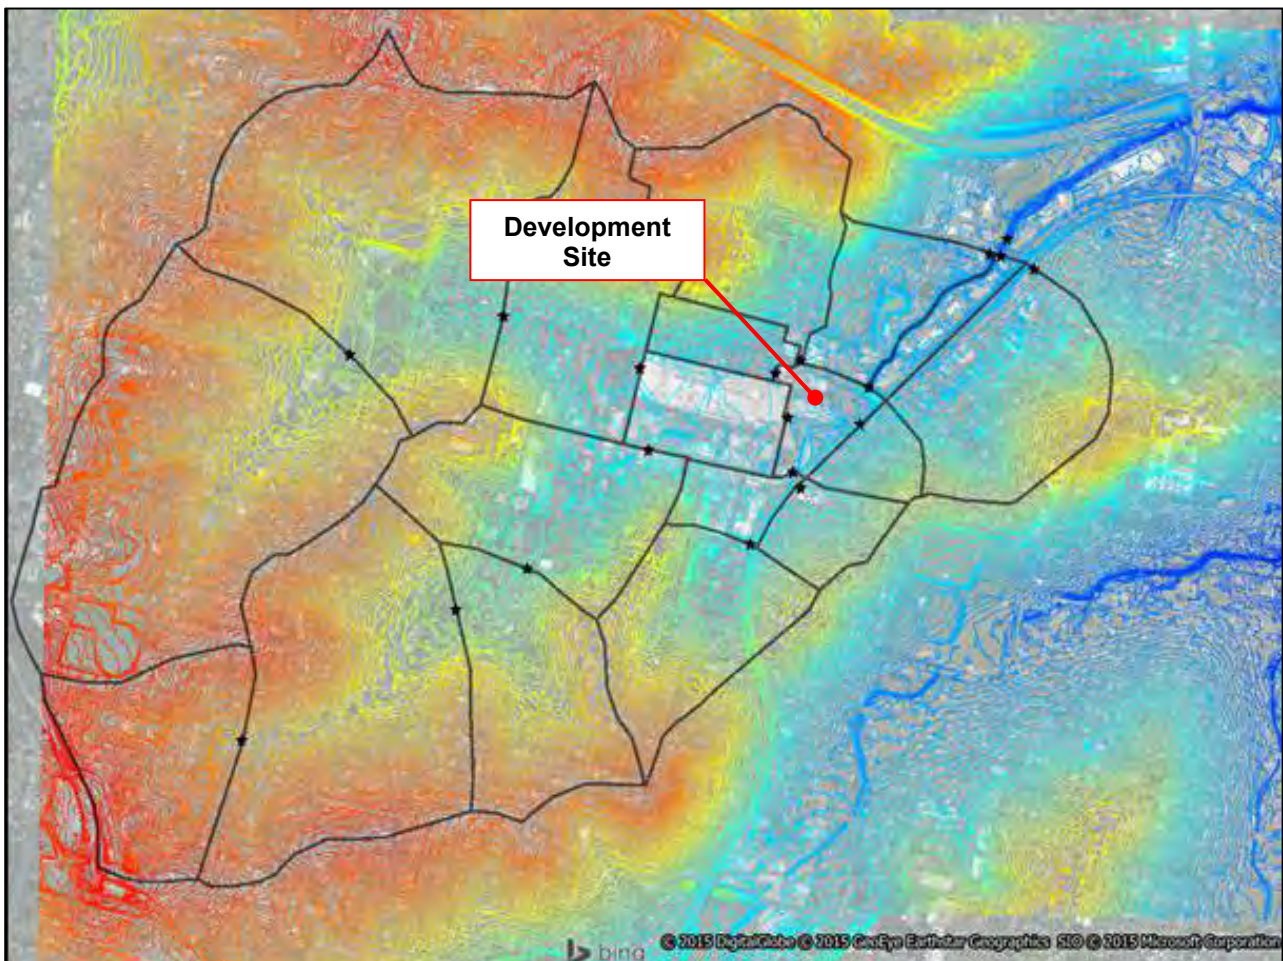 Development
Site
bing
© 2015 DigitalGlobe © 2015 GeoEye Earthstar Geographics SIO © 2015 Microsoft Corporation